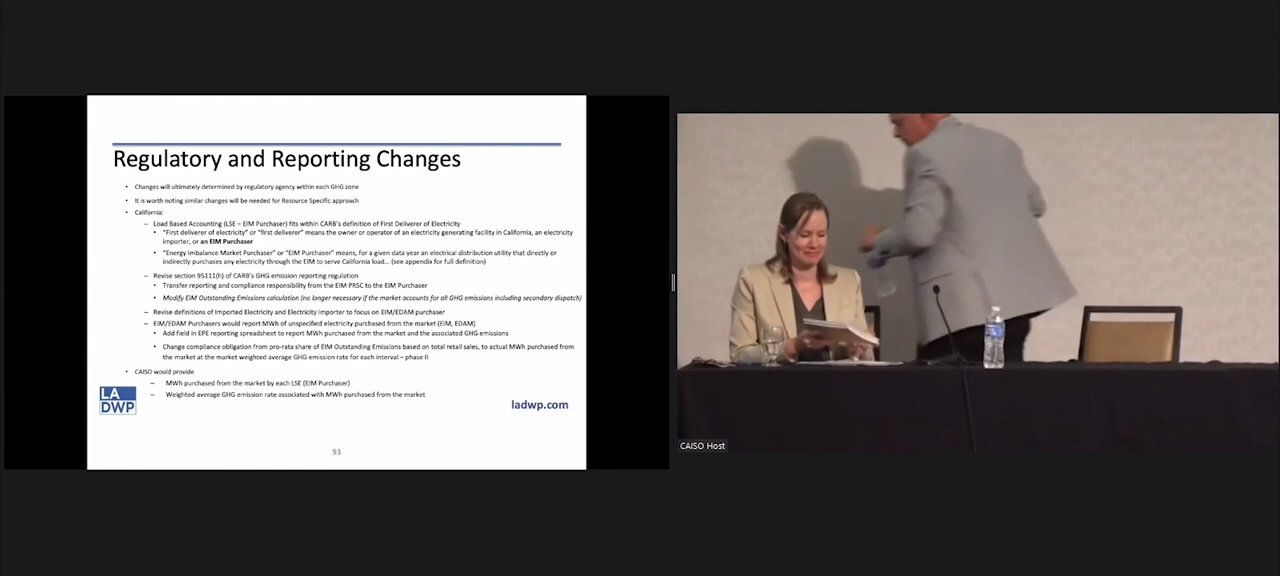 Regulatory and Reporting Changes
• Changes will ultimately determined by regulatory agency within each GHG zone
• It is worth noting similar changes will be needed for Resource Specific approach
• California:
– Load Based Accounting (LSE – EIM Purchaser) fits within CARB's definition of First Deliverer of Electricity
• "First deliverer of electricity" or "first deliverer" means the owner or operator of an electricity generating facility in California, an electricity
importer, or an EIM Purchaser
• "Energy Imbalance Market Purchaser" or "EIM Purchaser" means, for a given data year an electrical distribution utility that directly or
indirectly purchases any electricity through the EIM to serve California load... (see appendix for full definition)
– Revise section 95111(h) of CARB's GHG emission reporting regulation
• Transfer reporting and compliance responsibility from the EIM PRSC to the EIM Purchaser
• Modify EIM Outstanding Emissions calculation (no longer necessary if the market accounts for all GHG emissions including secondary dispatch)
– Revise definitions of Imported Electricity and Electricity Importer to focus on EIM/EDAM purchaser
– EIM/EDAM Purchasers would report MWh of unspecified electricity purchased from the market (EIM, EDAM)
• Add field in EPE reporting spreadsheet to report MWh purchased from the market and the associated GHG emissions
• Change compliance obligation from pro-rata share of EIM Outstanding Emissions based on total retail sales, to actual MWh purchased from
the market at the market weighted average GHG emission rate for each interval – phase II
• CAISO would provide
– MWh purchased from the market by each LSE (EIM Purchaser)
– Weighted average GHG emission rate associated with MWh purchased from the market
LA
DWP
ladwp.com
93
CAISO Host